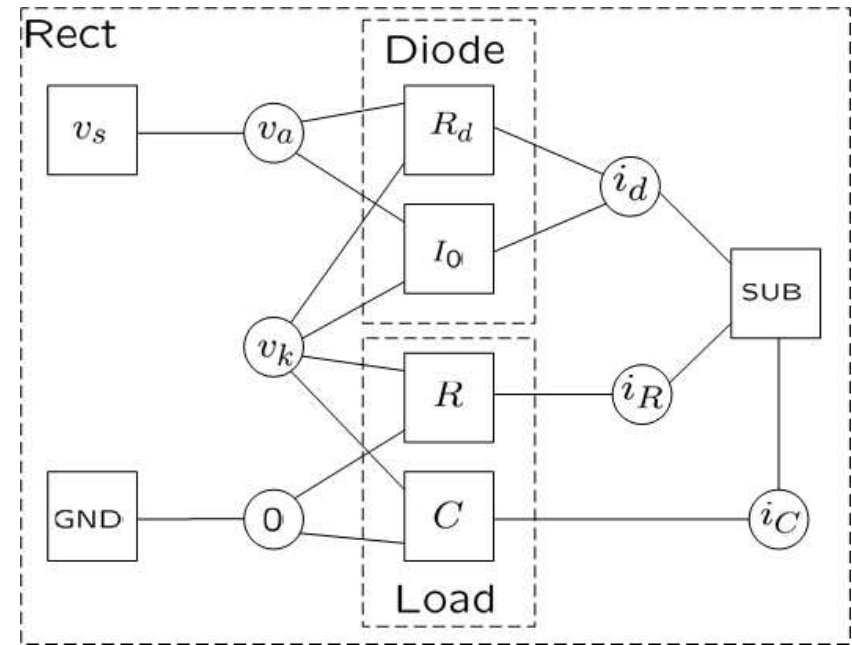 Rect
Diode
v_s
v_a
R_d
i_d
I_0
SUB
v_k
R
i_R
GND
0
C
i_C
Load